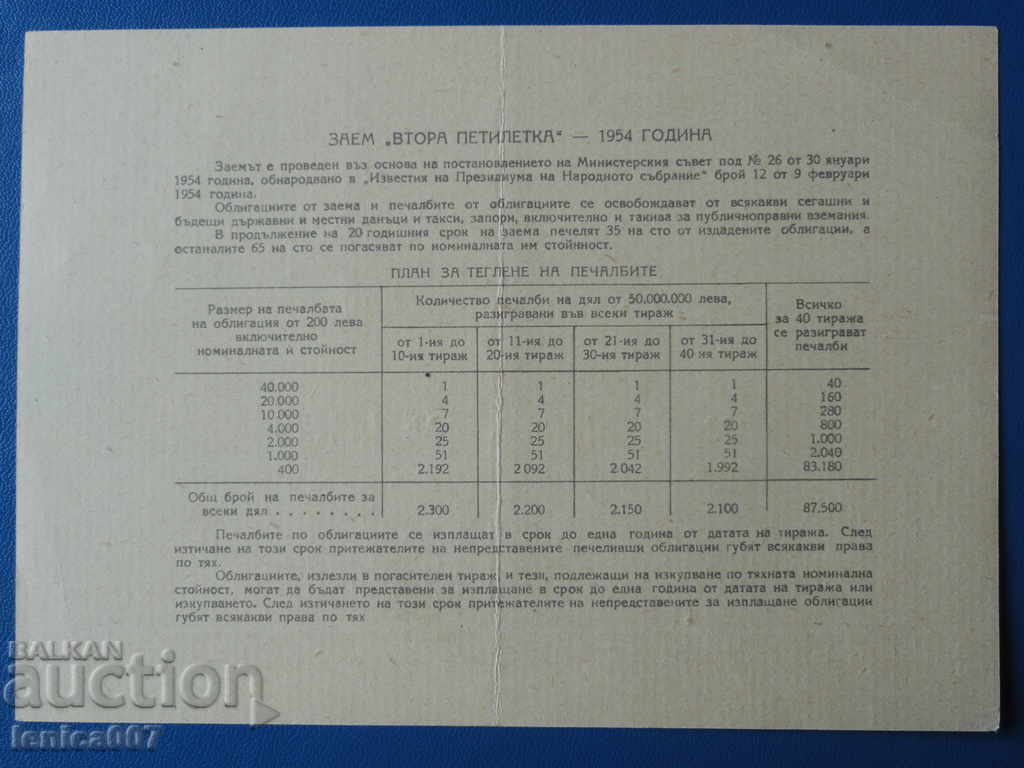 ЗАЕМ „ВТОРА ПЕТИЛЕТКА“ — 1954 ГОДИНА
Заемът е проведен въз основа на постановлението на Министерския съвет под № 26 от 30 януари
1954 година, обнародвано в „Известия на Президиума на Народното събрание“ брой 12 от 9 февруари
1954 година.
Облигациите от заема и печалбите от облигациите се освобождават от всякакви сегашни и
бъдещи държавни и местни данъци и такси, запори, включително и такива за публичноправни вземания.
В продължение на 20 годишния срок на заема печелят 35 на сто от издадените облигации, а
останалите 65 на сто се погасяват по номиналната им стойност.
ПЛАН ЗА ТЕГЛЕНЕ НА ПЕЧАЛБИТЕ
Размер на печалбата
на облигация от 200 лева
включително
номиналната ѝ стойност
Количество печалби на дял от 50.000.000 лева,
разигравани във всеки тираж
Всичко
за 40 тиража
се разиграват
печалби
от 1-ия до
10-ия тираж
от 11-ия до
20-ия тираж
от 21-ия до
30-ия тираж
от 31-ия до
40-ия тираж
40.000 1 1 1 1 40
20.000 4 4 4 4 160
10.000 7 7 7 7 280
4.000 20 20 20 20 800
2.000 25 25 25 25 1.000
1.000 51 51 51 51 2.040
400 2.192 2 092 2 042 1.992 83.180
Общ брой на печалбите за
всеки дял . . . . . . . . 2.300 2.200 2.150 2.100 87.500
Печалбите по облигациите се изплащат в срок до една година от датата на тиража. След
изтичане на този срок притежателите на непредставените печеливши облигации губят всякакви права
по тях.
Облигациите, излезли в погасителен тираж, и тези, подлежащи на изкупване по тяхната номинална
стойност, могат да бъдат представени за изплащане в срок до една година от датата на тиража или
изкупването. След изтичането на този срок притежателите на непредставените за изплащане облигации
губят всякакви права по тях
BALKAN
auction
lenica007